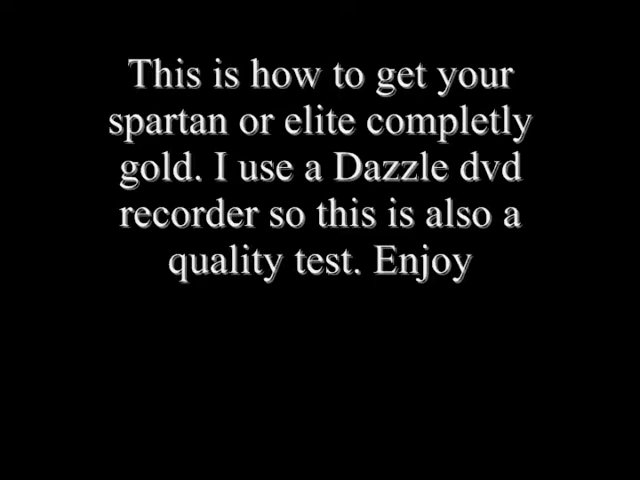 This is how to get your
spartan or elite completly
gold. I use a Dazzle dvd
recorder so this is also a
quality test. Enjoy